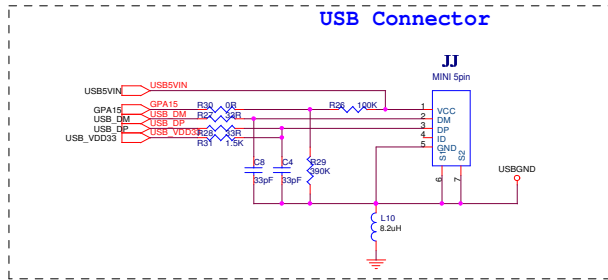 USB Connector
JJ
MINI 5pin
USB5VIN USB5VIN
GPA15 R30 0R R26 100K 1 VCC
USB_DM USB_DM R27 33R 2 DM
USB_DP USB_DP 3 DP
USB_VDD33 USB_VDD33 R28 33R 4 ID
R31 1.5K 5 GND
S1 S2
6 7
C8 C4 R29
33pF 33pF 390K
USBGND
L10
8.2uH